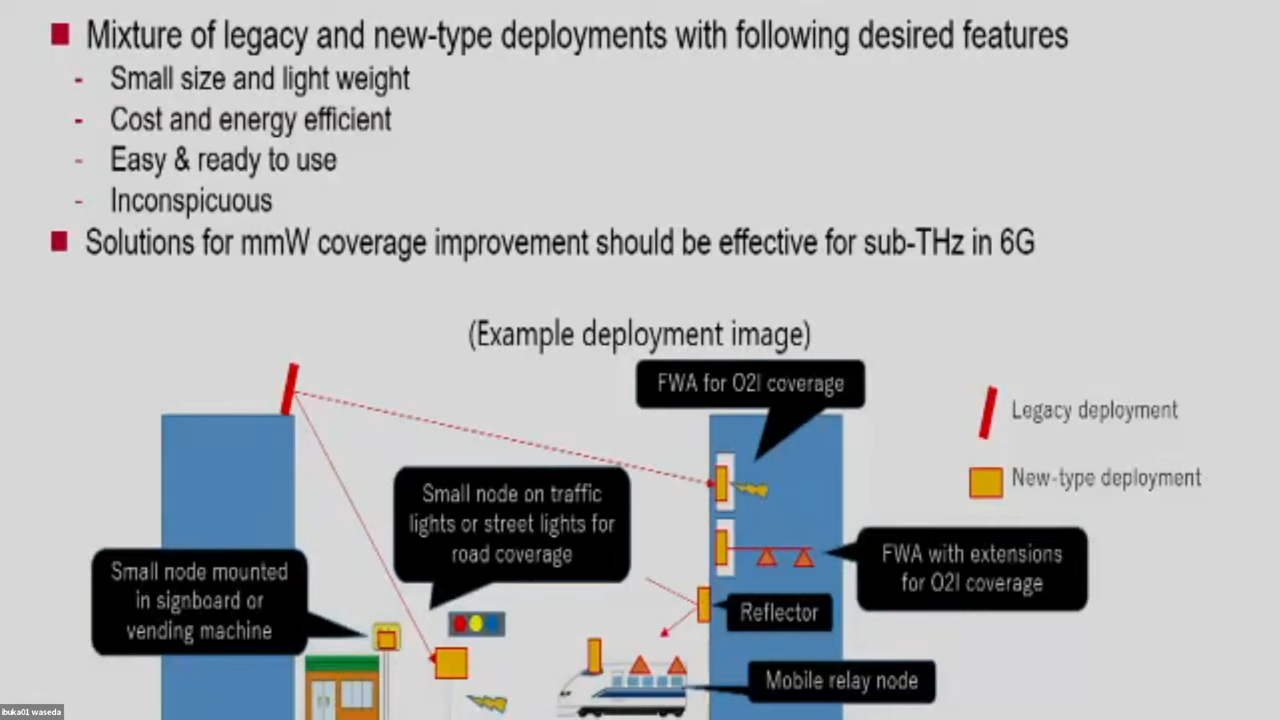 Mixture of legacy and new-type deployments with following desired features
- Small size and light weight
- Cost and energy efficient
- Easy & ready to use
- Inconspicuous
Solutions for mmW coverage improvement should be effective for sub-THz in 6G
(Example deployment image)
FWA for O2I coverage
Legacy deployment
New-type deployment
Small node on traffic
lights or street lights for
road coverage
FWA with extensions
for O2I coverage
Small node mounted
in signboard or
vending machine
Reflector
Mobile relay node
ibuka01 waseda